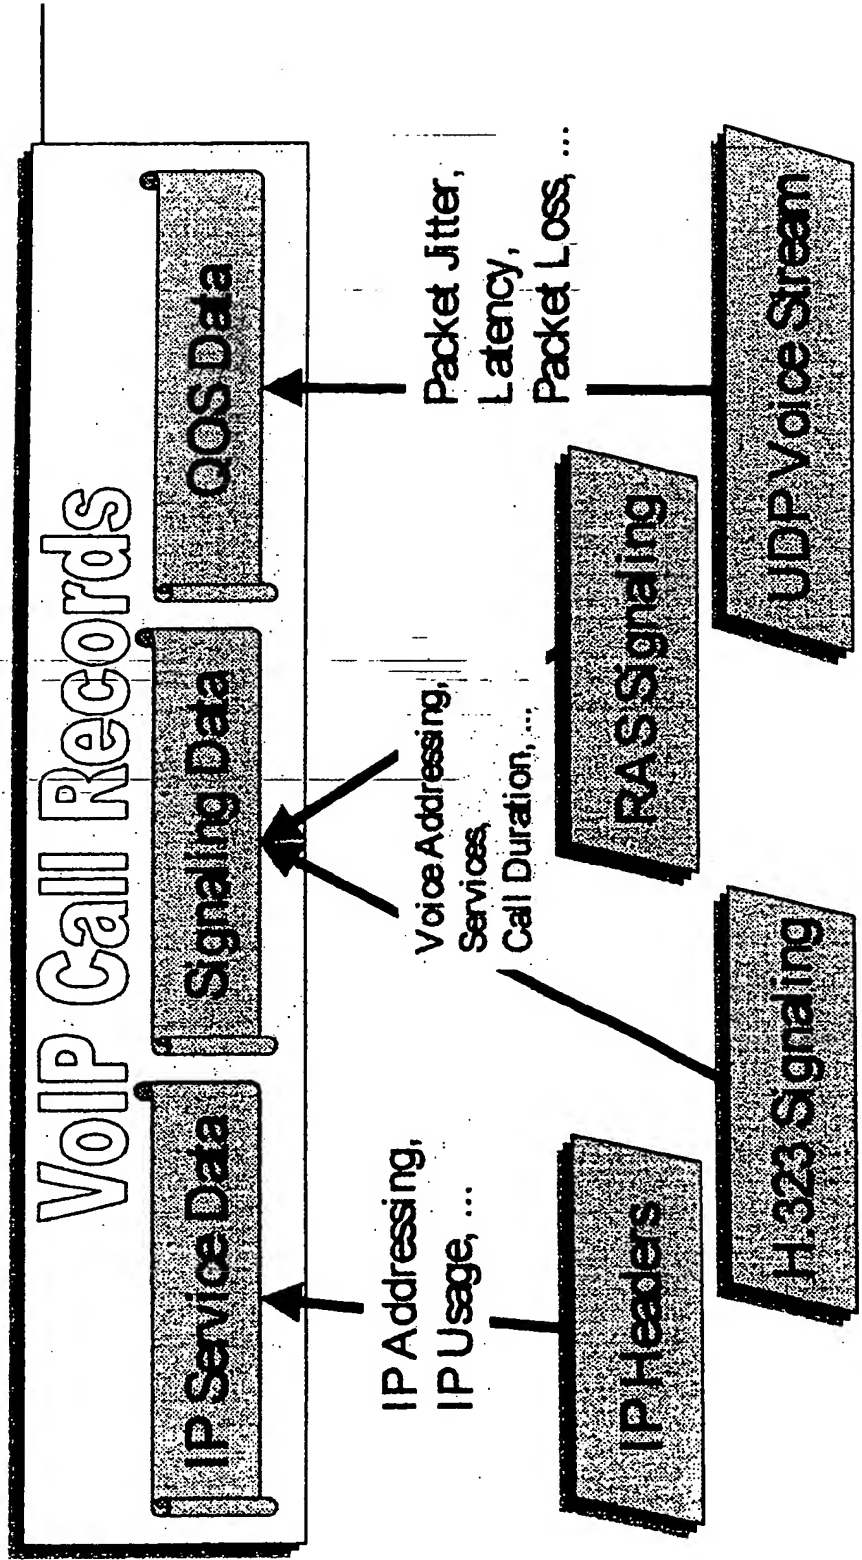 VoIP Call Records
IP Service Data
Signaling Data
QOS Data
IP Addressing,
IP Usage, ...
Voice Addressing,
Services,
Call Duration, ...
Packet Jitter,
Latency,
Packet Loss, ...
IP Headers
RAS Signaling
H.323 Signaling
UDP Voice Stream